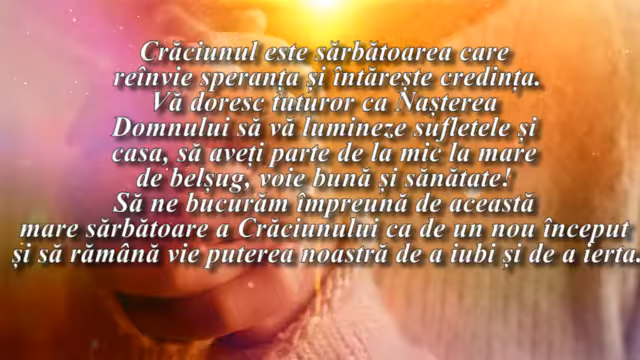 Crăciunul este sărbătoarea care
reînvie speranța și întărește credința.
Vă doresc tuturor ca Nașterea
Domnului să vă lumineze sufletele și
casa, să aveți parte de la mic la mare
de belșug, voie bună și sănătate!
Să ne bucurăm împreună de această
mare sărbătoare a Crăciunului ca de un nou început
și să rămână vie puterea noastră de a iubi și de a ierta.